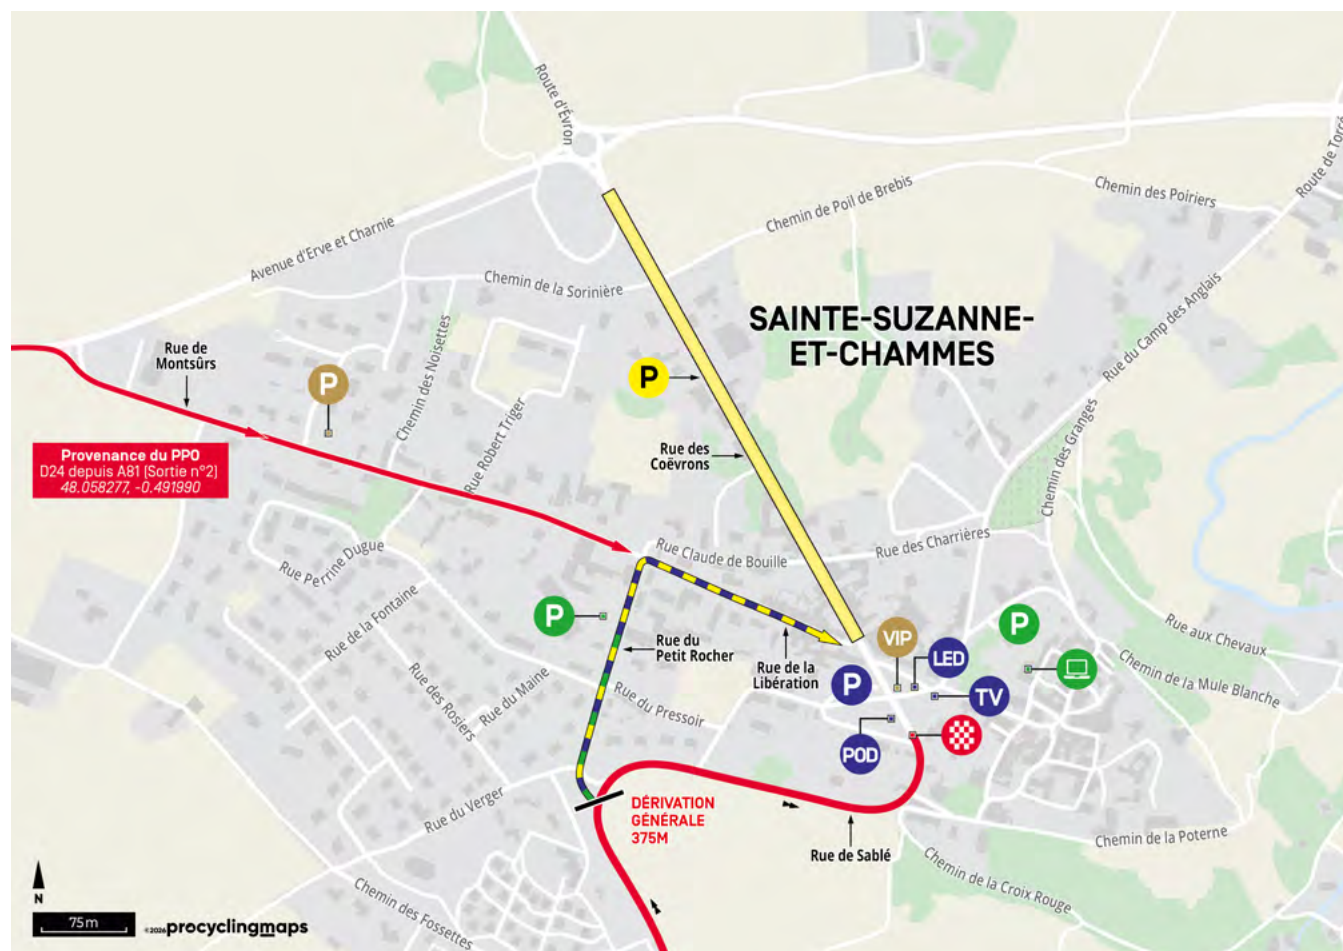 Route d'Évron
Route de Torcé
Chemin de Poil de Brebis
Chemin des Poiriers
Avenue d'Erve et Charnie
Chemin de la Sorinière
SAINTE-SUZANNE-
ET-CHAMMES
Rue du Camp des Anglais
Rue de
Montsûrs
P
P
Chemin des Noisettes
Rue Robert Triger
Chemin des Granges
Rue des
Coëvrons
Provenance du PPO
D24 depuis A81 (Sortie n°2)
48.058277, -0.491990
Rue Perrine Dugue
Rue Claude de Bouille
Rue des Charrières
Rue de la Fontaine
P
Rue du
Petit Rocher
Rue de la
Libération
VIP
LED
P
P
TV
POD
Rue aux Chevaux
Chemin de la Mule Blanche
Rue des Rosiers
Rue du Maine
Rue du Pressoir
Rue du Verger
DÉRIVATION
GÉNÉRALE
375M
Rue de Sablé
Chemin de la Poterne
Chemin de la Croix Rouge
Chemin des Fossettes
N
75m
©2026 procyclingmaps